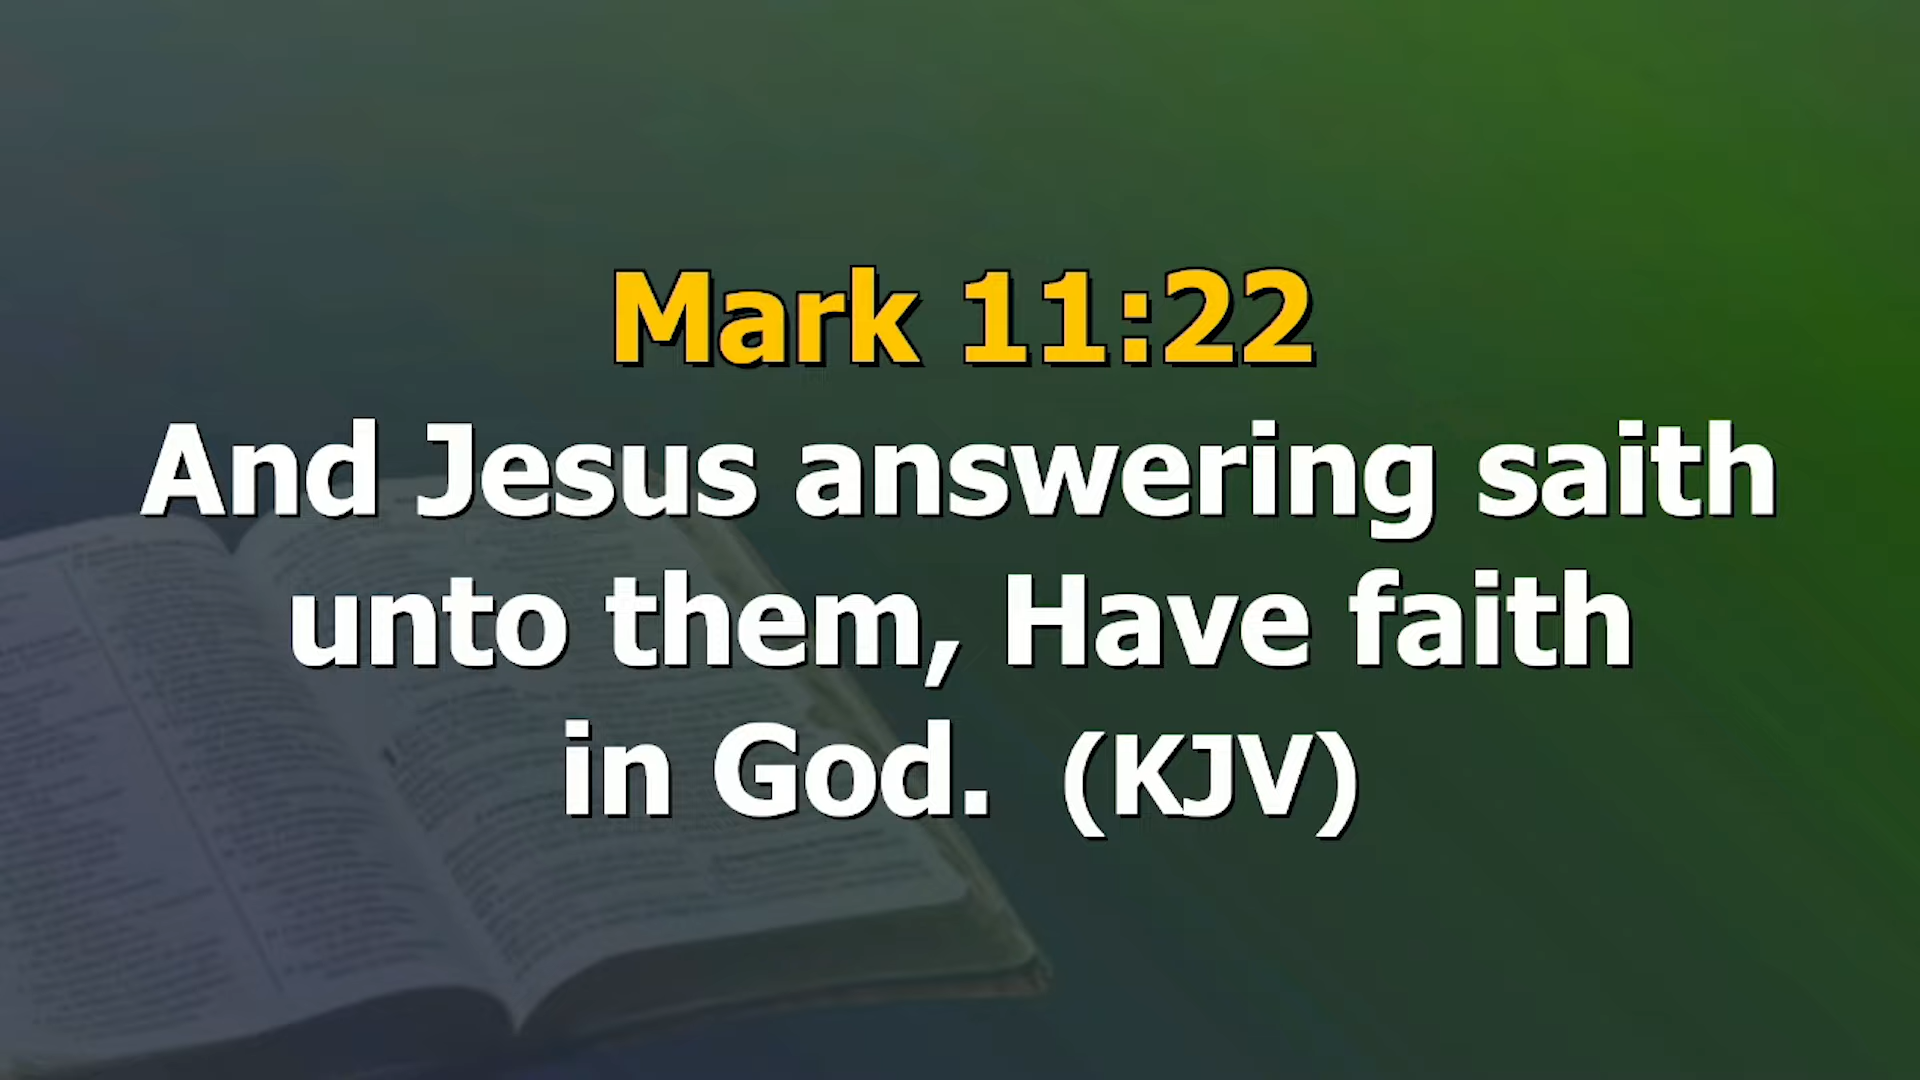 Mark 11:22
And Jesus answering saith
unto them, Have faith
in God. (KJV)